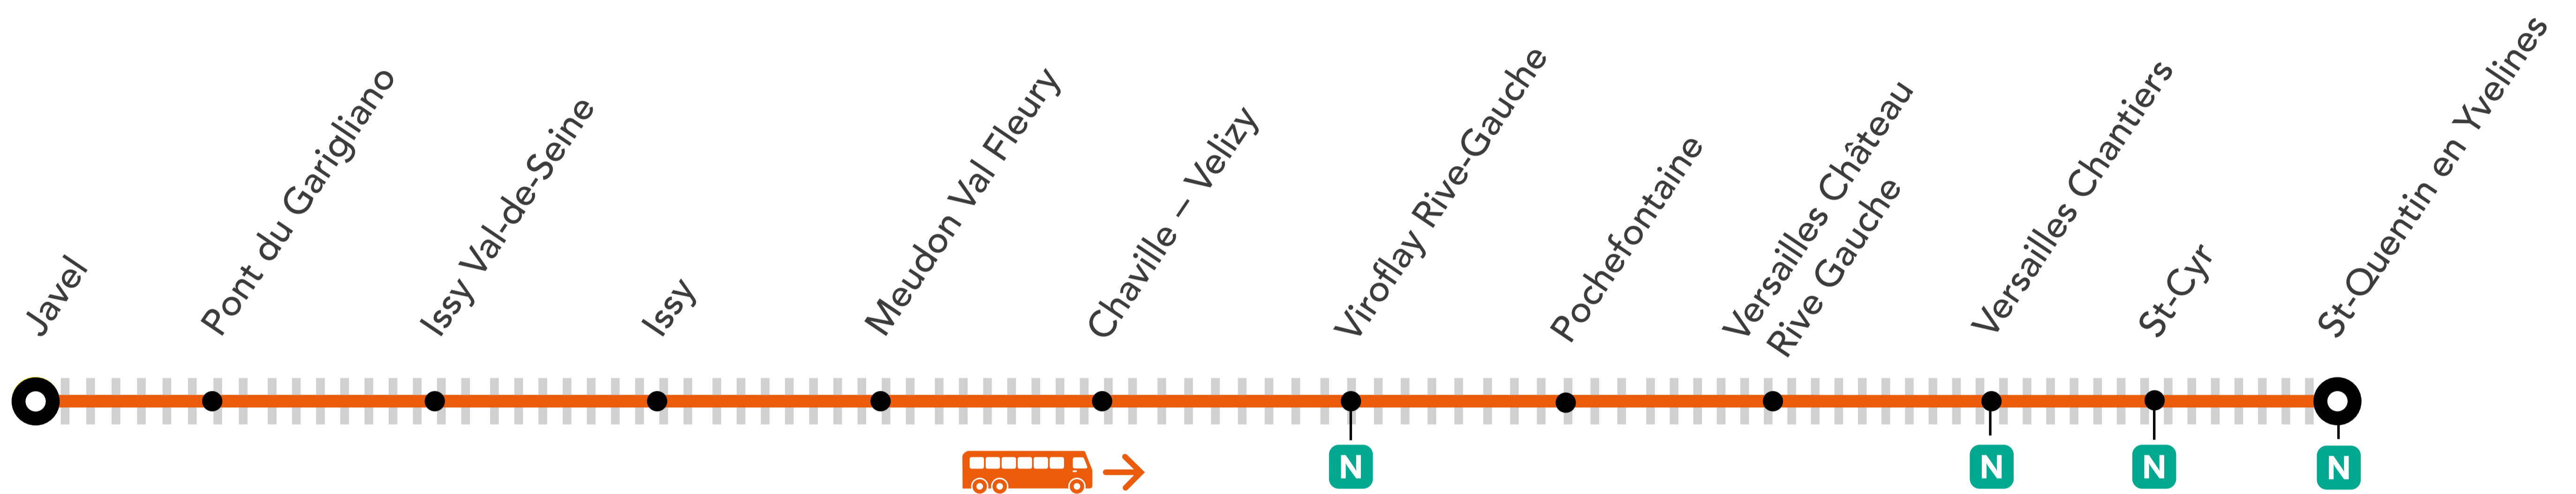 Javel
Pont du Garigliano
Issy Val-de-Seine
Issy
Meudon Val Fleury
Chaville – Velizy
Viroflay Rive-Gauche
Pochefontaine
Versailles Château
Rive Gauche
Versailles Chantiers
St-Cyr
St-Quentin en Yvelines
N
N
N
N